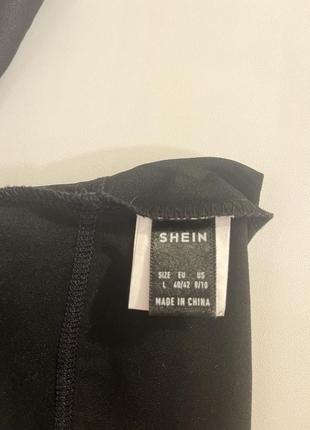 SHEIN
SIZE EU US
L 40/42 8/10
MADE IN CHINA